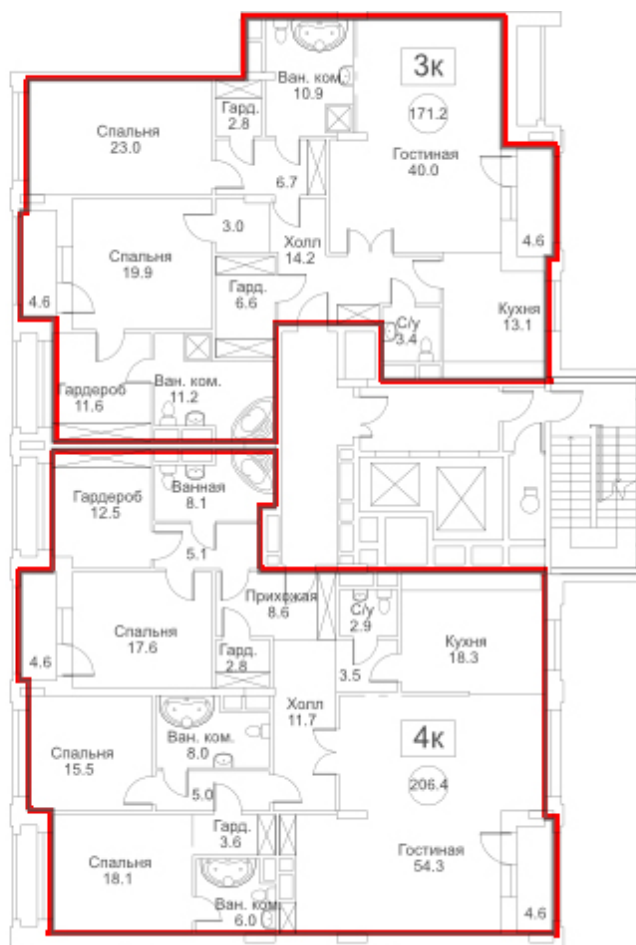 3к
171.2
Ван. ком.
10.9
Гард.
2.8
Спальня
23.0
Гостиная
40.0
6.7
3.0
Холл
14.2
4.6
Спальня
19.9
Гард.
6.6
4.6
Кухня
13.1
С/у
3.4
Ван. ком.
11.2
Гардероб
11.6
Ванная
8.1
Гардероб
12.5
5.1
Прихожая
8.6
С/у
2.9
Спальня
17.6
Кухня
18.3
4.6
Гард.
2.8
3.5
Холл
11.7
4к
206.4
Ван. ком.
8.0
Спальня
15.5
5.0
Гард.
3.6
Гостиная
54.3
Спальня
18.1
Ван. ком.
6.0
4.6